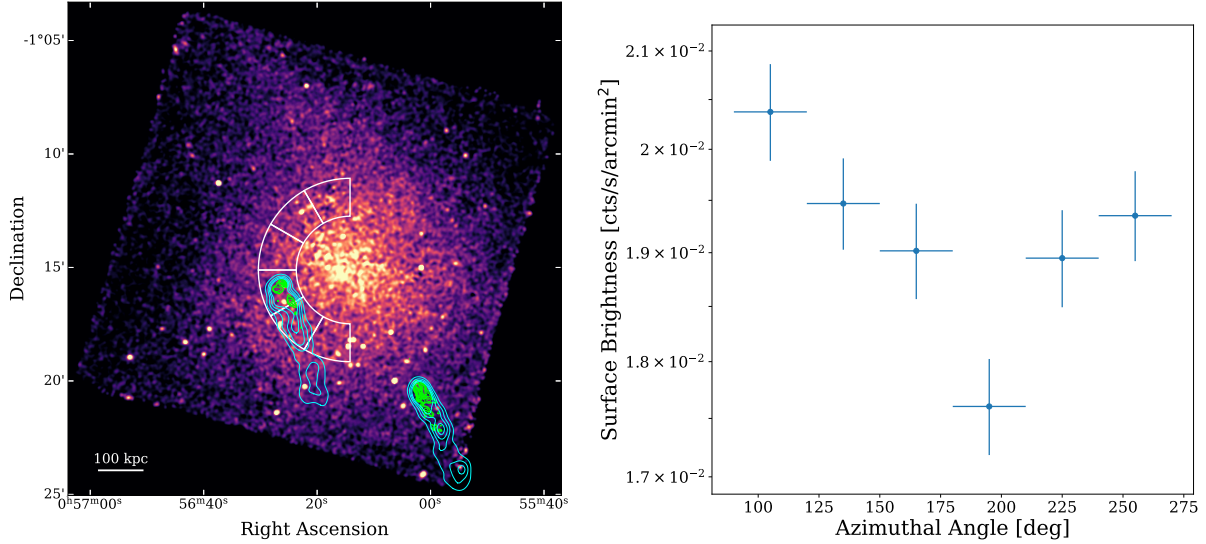 -1°05'
10'
15'
20'
25'
Declination
100 kpc
0ʰ57ᵐ00ˢ 56ᵐ40ˢ 20ˢ 00ˢ 55ᵐ40ˢ
Right Ascension
Surface Brightness [cts/s/arcmin²]
2.1 × 10⁻²
2 × 10⁻²
1.9 × 10⁻²
1.8 × 10⁻²
1.7 × 10⁻²
100 125 150 175 200 225 250 275
Azimuthal Angle [deg]